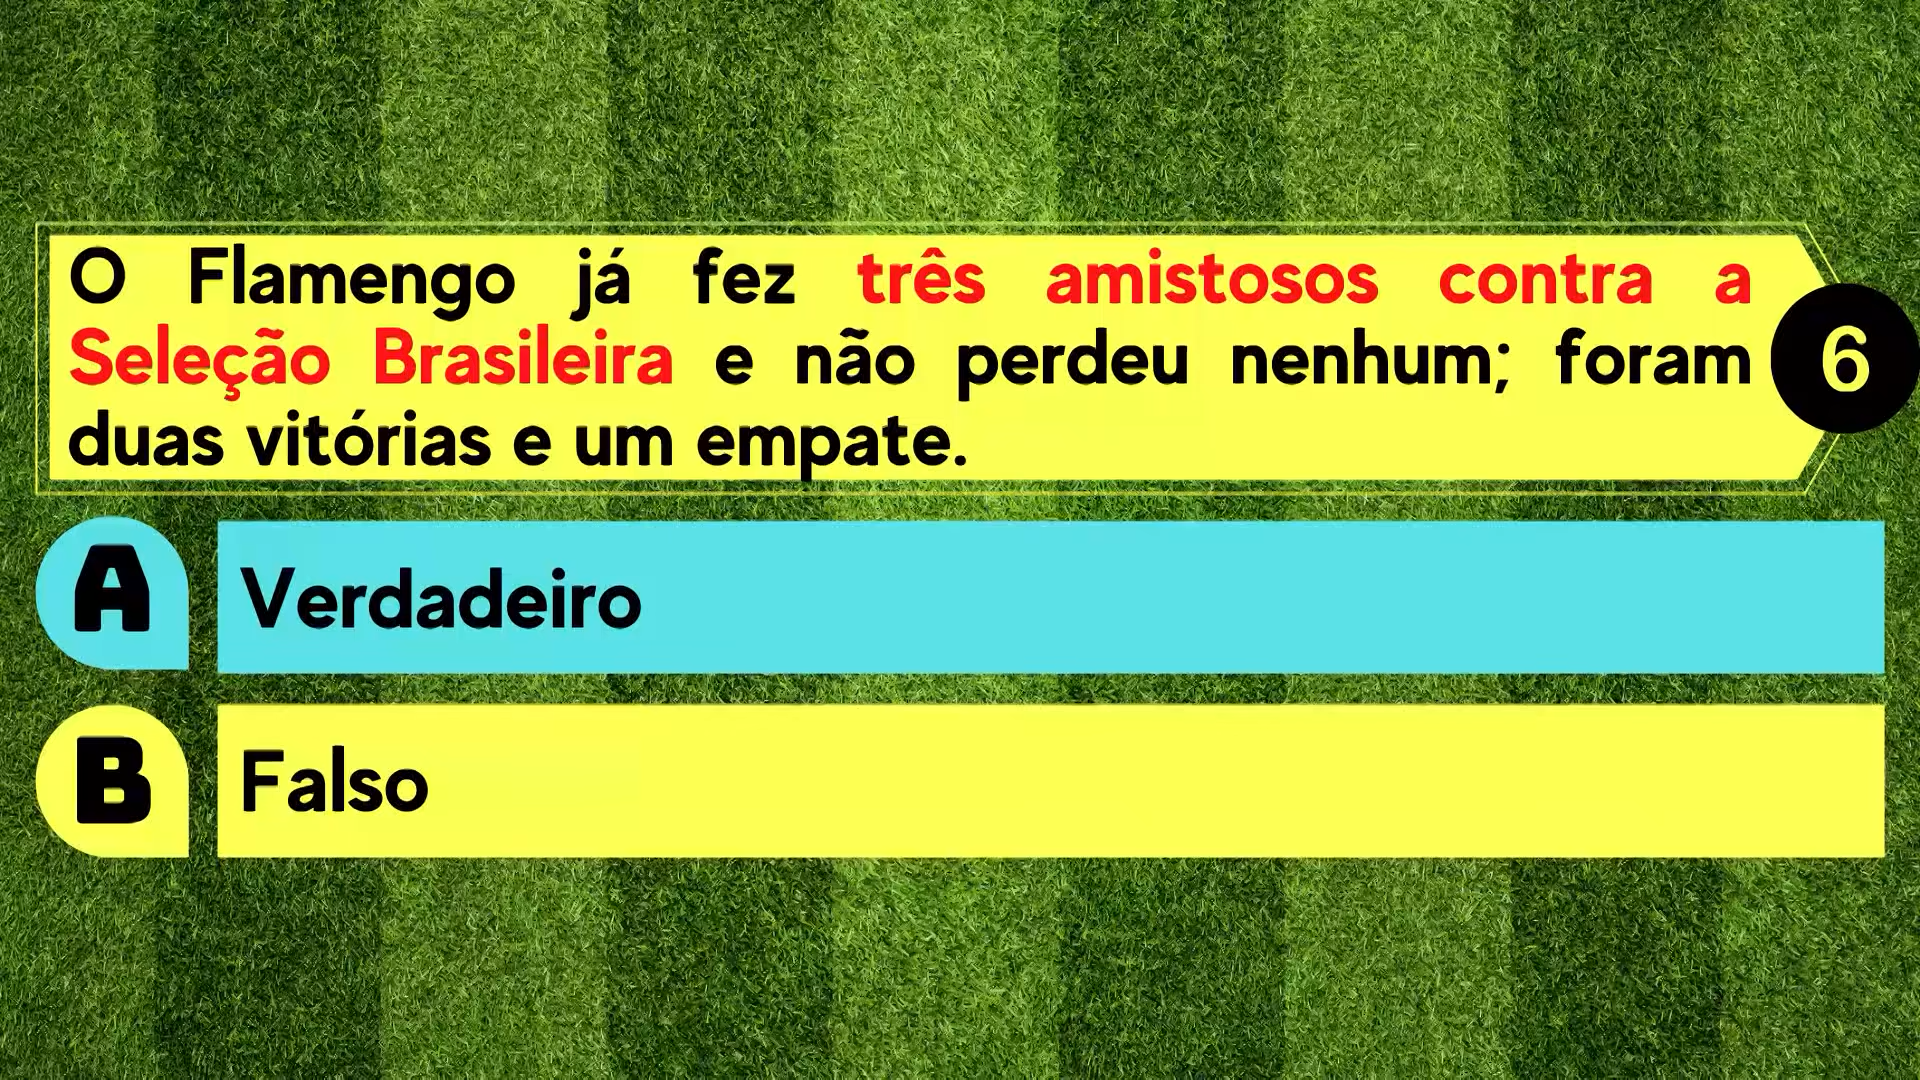 O Flamengo já fez três amistosos contra a
Seleção Brasileira e não perdeu nenhum; foram
duas vitórias e um empate.
6
A Verdadeiro
B Falso